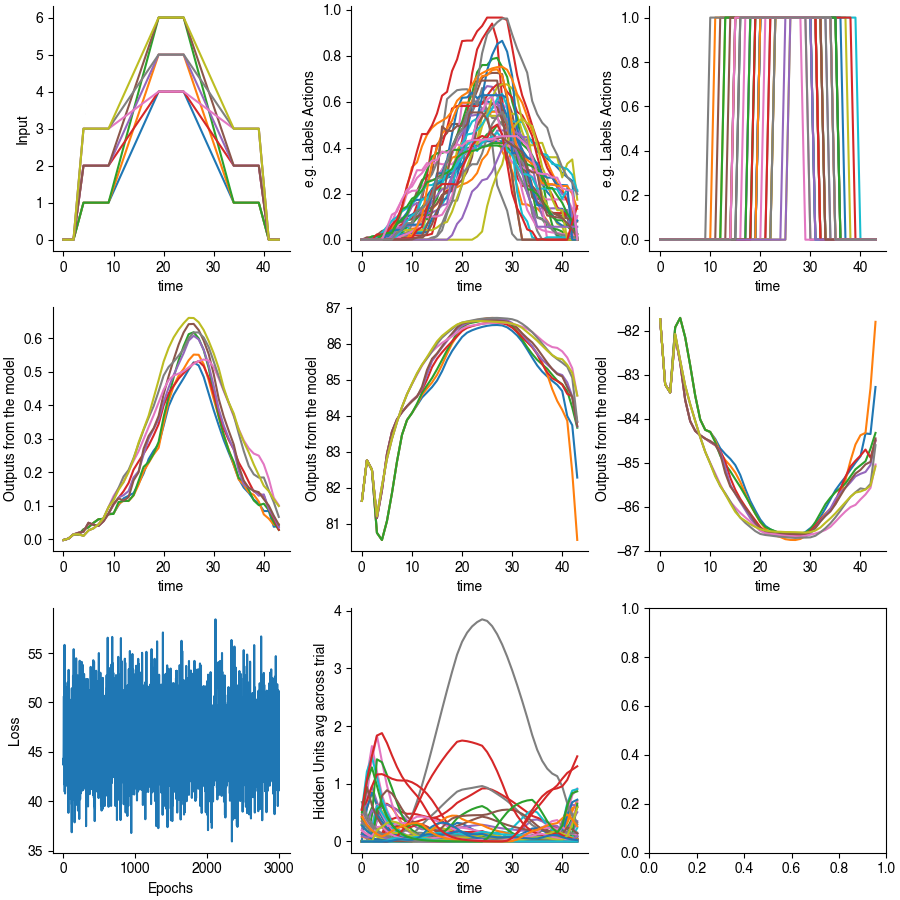 6
5
4
3
2
1
0
Input
0 10 20 30 40
time
1.0
0.8
0.6
0.4
0.2
0.0
e.g. Labels Actions
0 10 20 30 40
time
1.0
0.8
0.6
0.4
0.2
0.0
e.g. Labels Actions
0 10 20 30 40
time
0.6
0.5
0.4
0.3
0.2
0.1
0.0
Outputs from the model
0 10 20 30 40
time
87
86
85
84
83
82
81
Outputs from the model
0 10 20 30 40
time
−82
−83
−84
−85
−86
−87
Outputs from the model
0 10 20 30 40
time
55
50
45
40
35
Loss
0 1000 2000 3000
Epochs
4
3
2
1
0
Hidden Units avg across trial
0 10 20 30 40
time
1.0
0.8
0.6
0.4
0.2
0.0
0.0 0.2 0.4 0.6 0.8 1.0